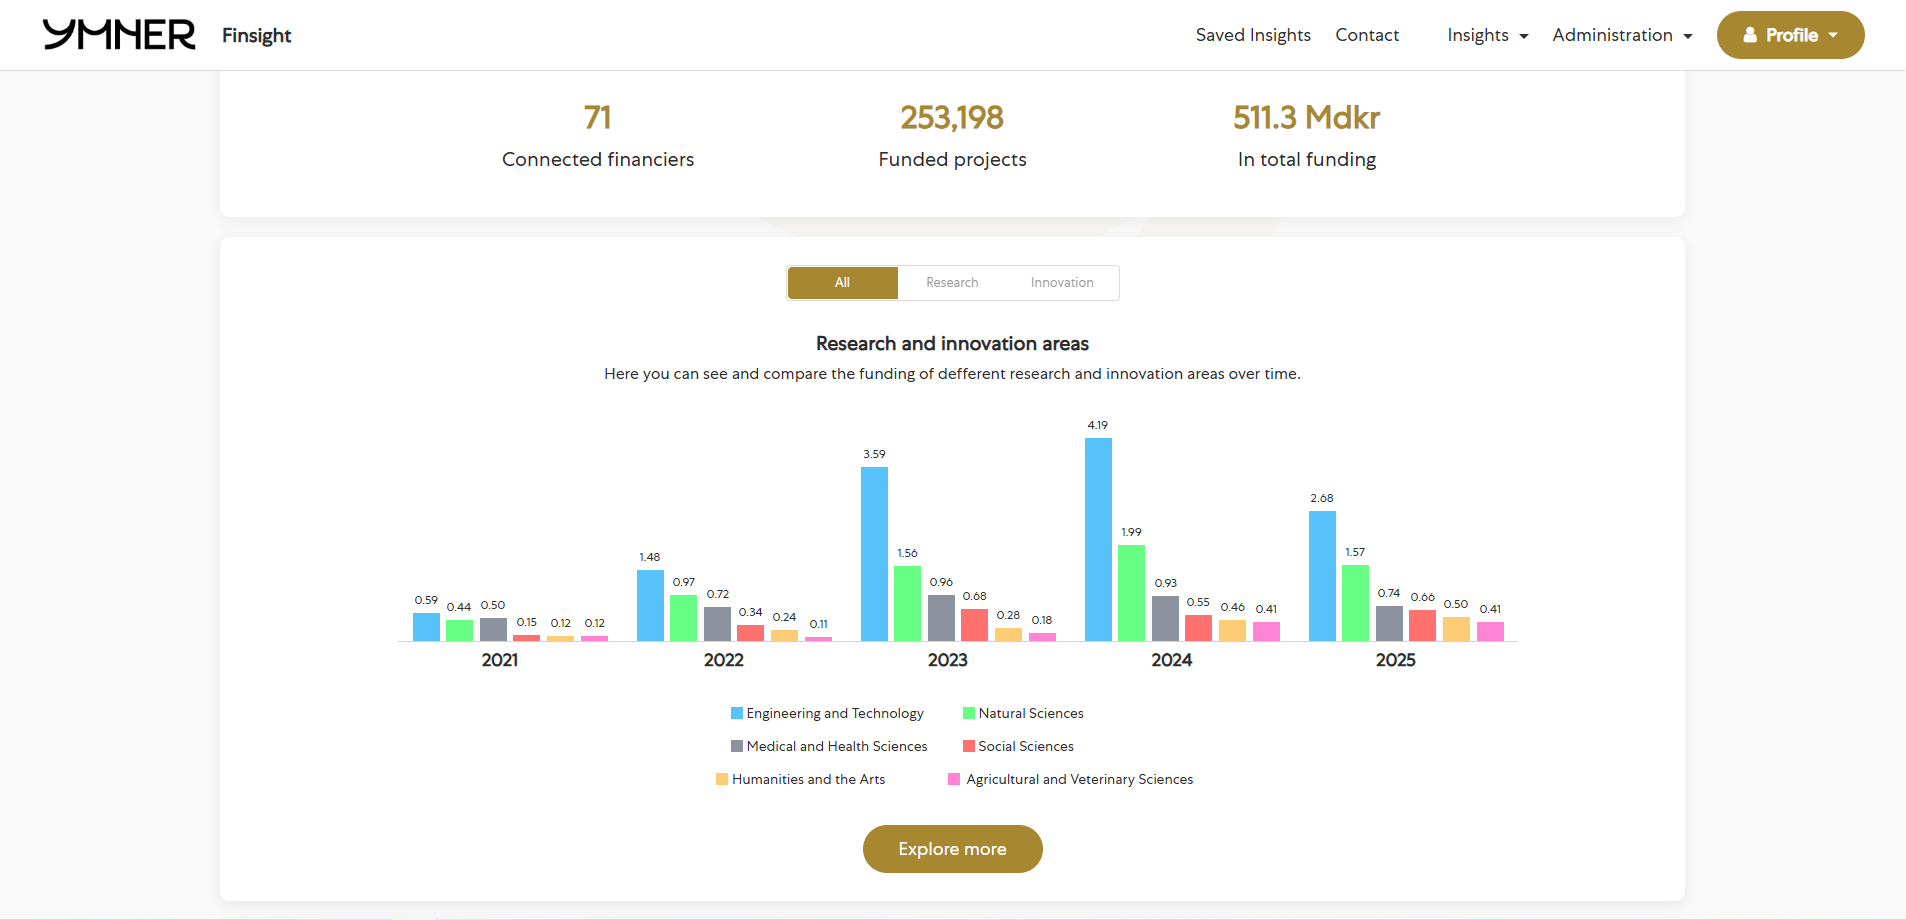 YMNER Finsight Saved Insights Contact Insights Administration Profile
71 253,198 511.3 Mdkr
Connected financiers Funded projects In total funding
All Research Innovation
Research and innovation areas
Here you can see and compare the funding of defferent research and innovation areas over time.
0.59 0.44 0.50 0.15 0.12 0.12
1.48 0.97 0.72 0.34 0.24 0.11
3.59 1.56 0.96 0.68 0.28 0.18
4.19 1.99 0.93 0.55 0.46 0.41
2.68 1.57 0.74 0.66 0.50 0.41
2021 2022 2023 2024 2025
Engineering and Technology Natural Sciences
Medical and Health Sciences Social Sciences
Humanities and the Arts Agricultural and Veterinary Sciences
Explore more